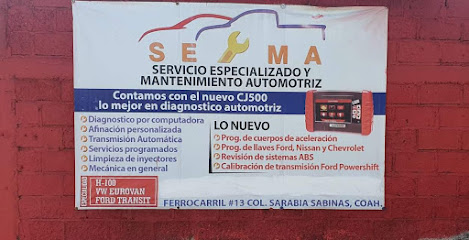 SEYMA
SERVICIO ESPECIALIZADO Y
MANTENIMIENTO AUTOMOTRIZ
Contamos con el nuevo CJ500
lo mejor en diagnostico automotriz
Diagnostico por computadora
Afinación personalizada
Transmisión Automática
Servicios programados
Limpieza de inyectores
Mecánica en general
LO NUEVO
Prog. de cuerpos de aceleración
Prog. de llaves Ford, Nissan y Chevrolet
Revisión de sistemas ABS
Calibración de transmisión Ford Powershift
H-100
VW EUROVAN
FORD TRANSIT
FERROCARRIL #13 COL. SARABIA SABINAS, COAH.